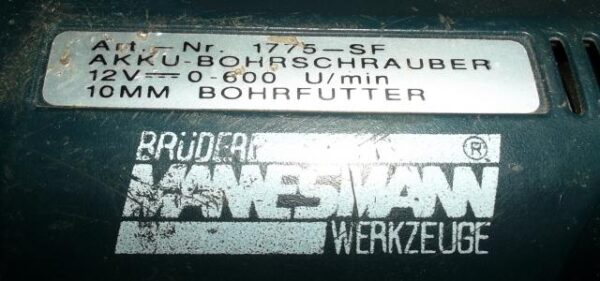 Art.-Nr. 1775-SF
AKKU-BOHRSCHRAUBER
12V⎓0-600 U/min
10MM BOHRFUTTER
BRÜDER ®
MANNESMANN
WERKZEUGE